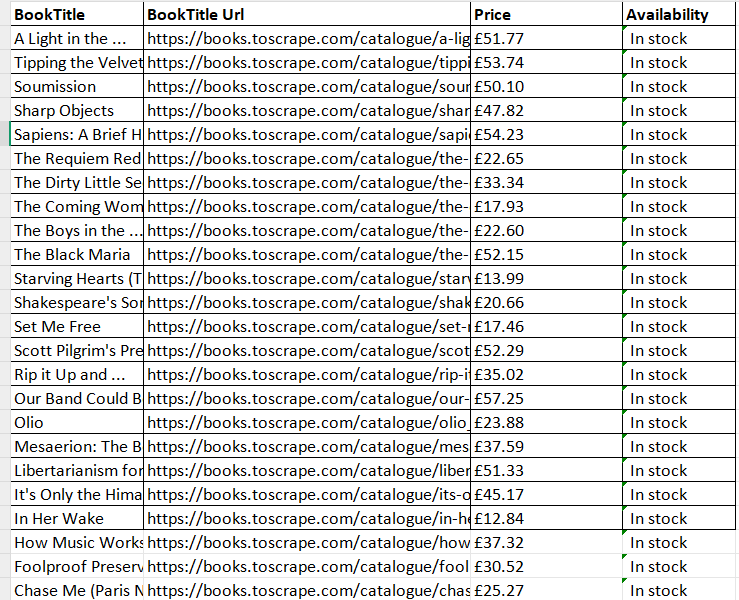 BookTitle BookTitle Url Price Availability
A Light in the ... https://books.toscrape.com/catalogue/a-lig £51.77 In stock
Tipping the Velvet https://books.toscrape.com/catalogue/tippi £53.74 In stock
Soumission https://books.toscrape.com/catalogue/sour £50.10 In stock
Sharp Objects https://books.toscrape.com/catalogue/shar £47.82 In stock
Sapiens: A Brief H https://books.toscrape.com/catalogue/sapi £54.23 In stock
The Requiem Red https://books.toscrape.com/catalogue/the- £22.65 In stock
The Dirty Little Se https://books.toscrape.com/catalogue/the- £33.34 In stock
The Coming Wom https://books.toscrape.com/catalogue/the- £17.93 In stock
The Boys in the ... https://books.toscrape.com/catalogue/the- £22.60 In stock
The Black Maria https://books.toscrape.com/catalogue/the- £52.15 In stock
Starving Hearts (T https://books.toscrape.com/catalogue/starv £13.99 In stock
Shakespeare's Son https://books.toscrape.com/catalogue/shak £20.66 In stock
Set Me Free https://books.toscrape.com/catalogue/set- £17.46 In stock
Scott Pilgrim's Pre https://books.toscrape.com/catalogue/scot £52.29 In stock
Rip it Up and ... https://books.toscrape.com/catalogue/rip-i £35.02 In stock
Our Band Could B https://books.toscrape.com/catalogue/our- £57.25 In stock
Olio https://books.toscrape.com/catalogue/olio_ £23.88 In stock
Mesaerion: The B https://books.toscrape.com/catalogue/mes £37.59 In stock
Libertarianism for https://books.toscrape.com/catalogue/liber £51.33 In stock
It's Only the Hima https://books.toscrape.com/catalogue/its-o £45.17 In stock
In Her Wake https://books.toscrape.com/catalogue/in-he £12.84 In stock
How Music Works https://books.toscrape.com/catalogue/how £37.32 In stock
Foolproof Preserv https://books.toscrape.com/catalogue/fool £30.52 In stock
Chase Me (Paris N https://books.toscrape.com/catalogue/chas £25.27 In stock